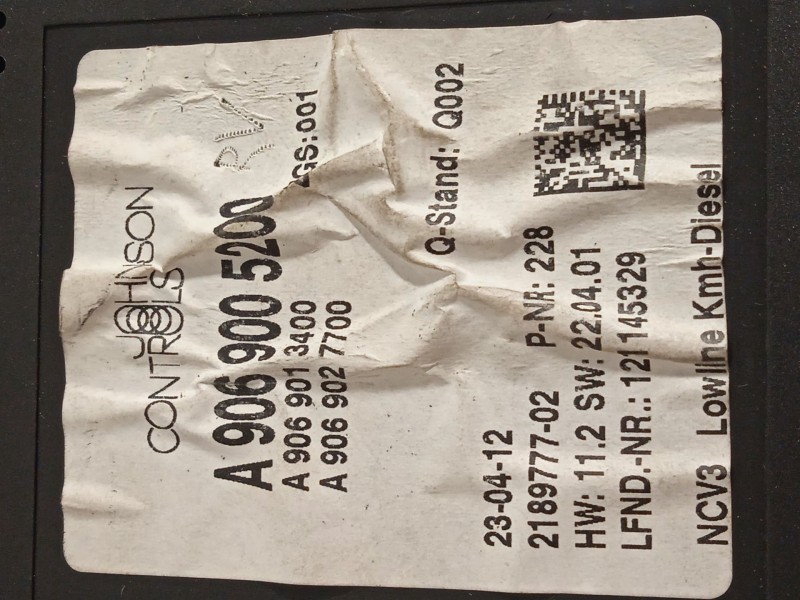 JOHNSON
CONTROLS
A 906 900 5200
A 906 901 3400 ZGS:001
A 906 902 7700
Q-Stand: Q002
23-04-12
2189777-02 P-NR: 228
HW: 11.2 SW: 22.04.01
LFND.-NR.: 121145329
NCV3 Lowline Kmh-Diesel